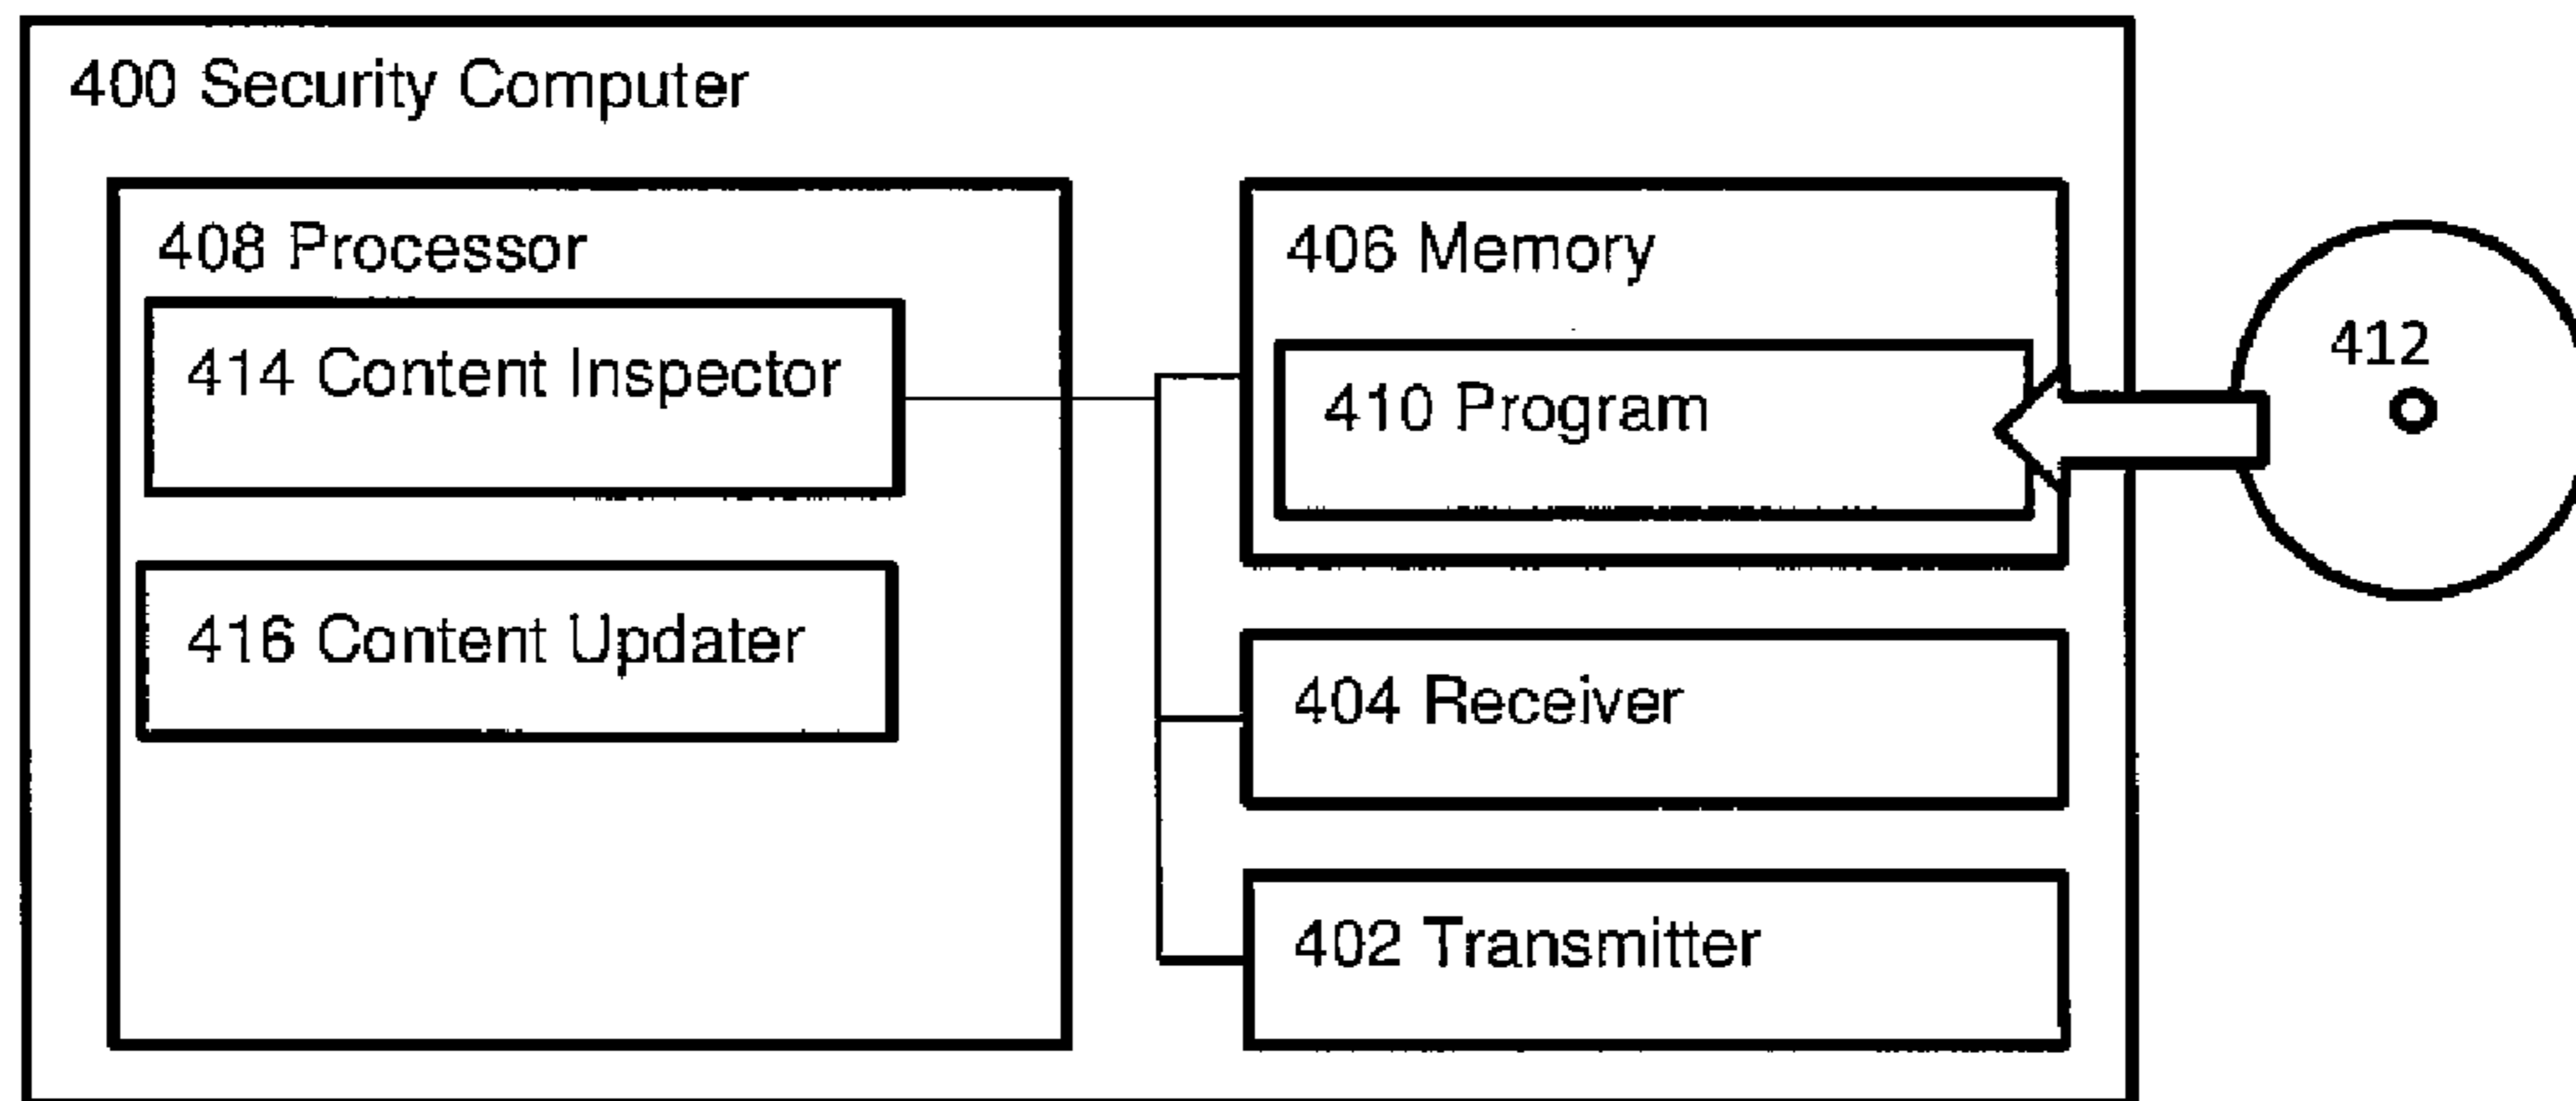 400 Security Computer
408 Processor
414 Content Inspector
416 Content Updater
406 Memory
410 Program
404 Receiver
402 Transmitter
412